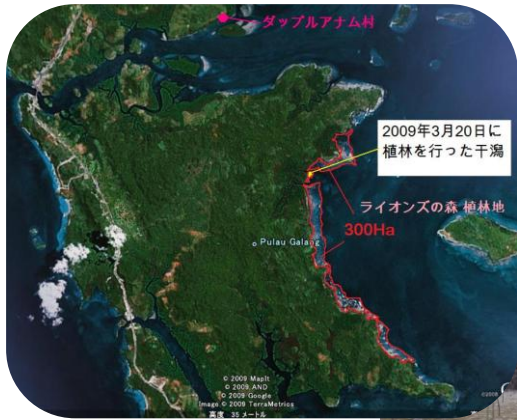 ダップルアナム村
2009年3月20日に
植林を行った干潟
ライオンズの森 植林地
300Ha
Pulau Galang
© 2009 MapIt
© 2009 AND
© 2009 Google
Image © 2009 TerraMetrics
高度 35 メートル
©2009